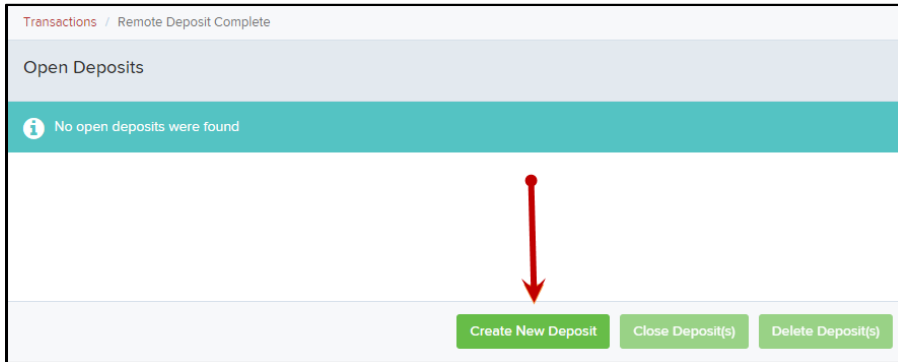 Transactions / Remote Deposit Complete
Open Deposits
No open deposits were found
Create New Deposit Close Deposit(s) Delete Deposit(s)